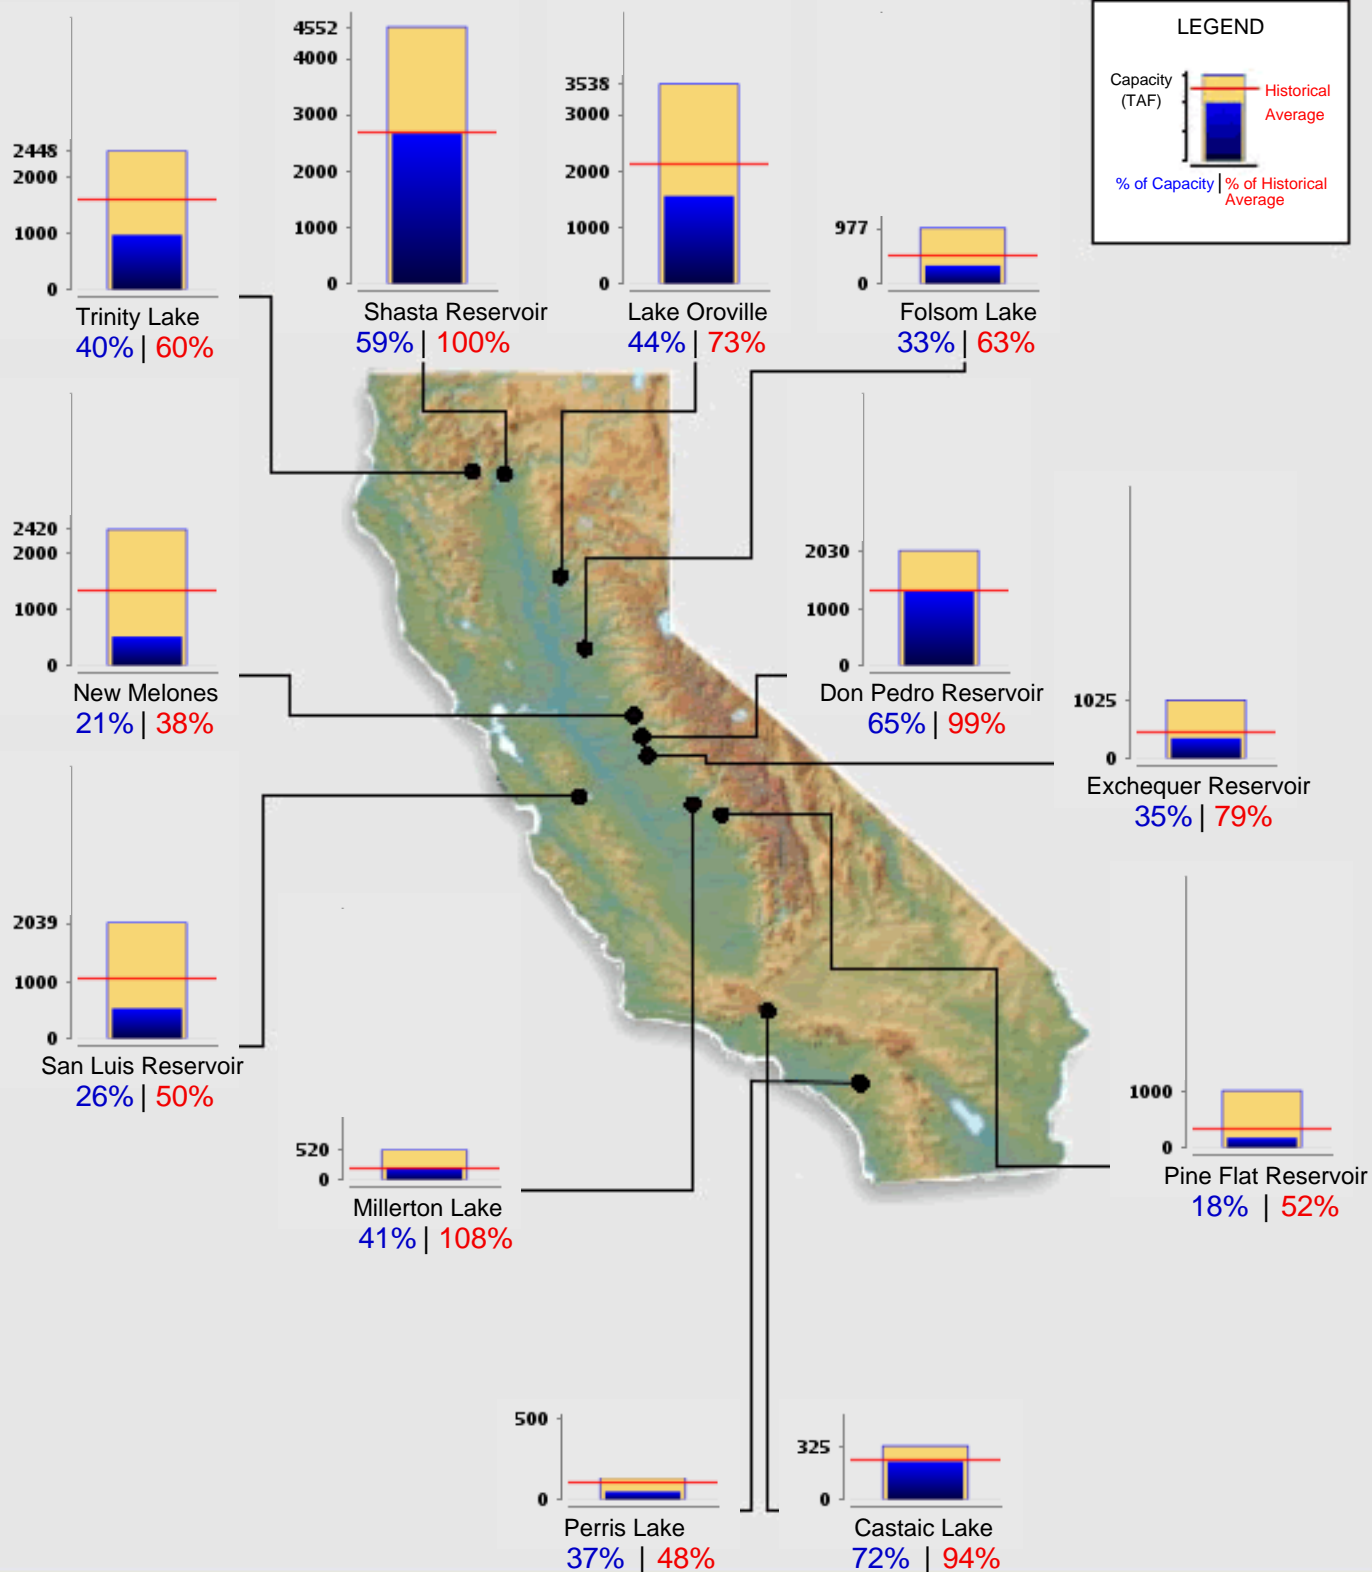 LEGEND
Capacity
(TAF)
Historical
Average
% of Capacity | % of Historical
Average
4552
4000
3000
2000
1000
0
Shasta Reservoir
59% | 100%
3538
3000
2000
1000
0
Lake Oroville
44% | 73%
2448
2000
1000
0
Trinity Lake
40% | 60%
977
0
Folsom Lake
33% | 63%
2420
2000
1000
0
New Melones
21% | 38%
2030
1000
0
Don Pedro Reservoir
65% | 99%
1025
0
Exchequer Reservoir
35% | 79%
2039
1000
0
San Luis Reservoir
26% | 50%
520
0
Millerton Lake
41% | 108%
1000
0
Pine Flat Reservoir
18% | 52%
500
0
Perris Lake
37% | 48%
325
0
Castaic Lake
72% | 94%